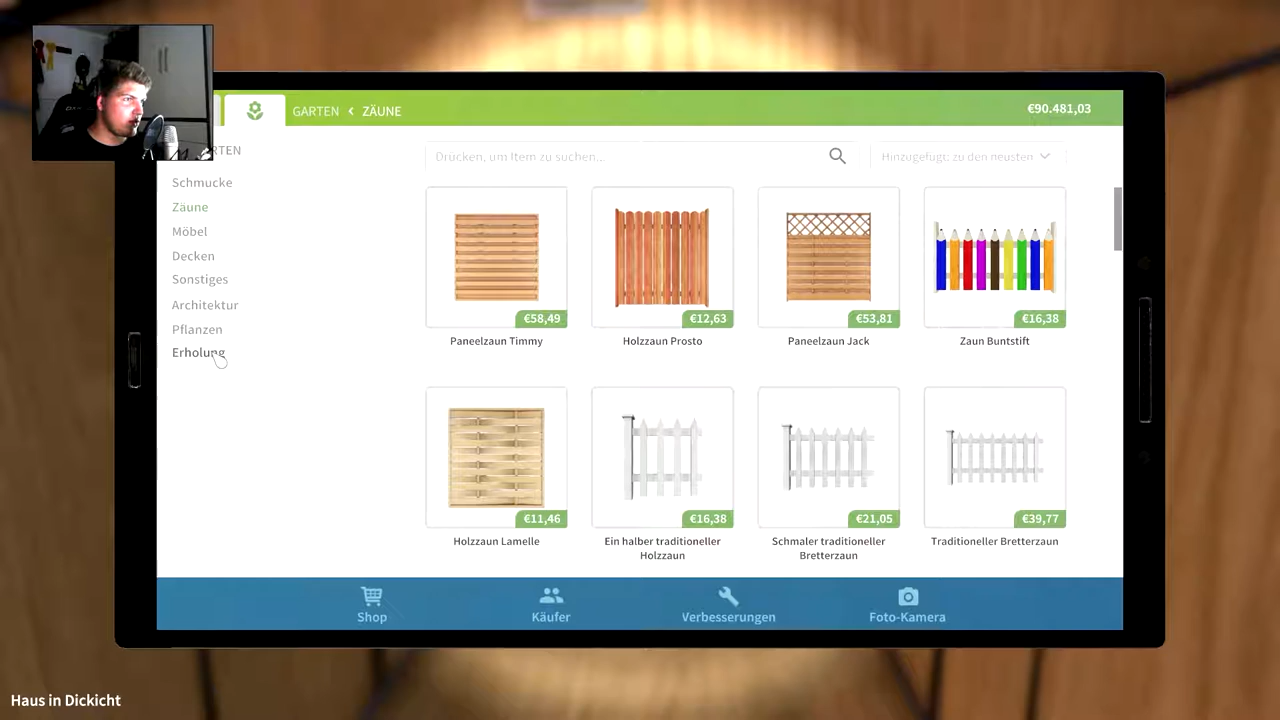 GARTEN < ZÄUNE
€90.481,03
RTEN
Drücken, um Item zu suchen...
Hinzugefügt: zu den neusten
Schmucke
Zäune
Möbel
Decken
Sonstiges
Architektur
Pflanzen
Erholung
€58,49
€12,63
€53,81
€16,38
Paneelzaun Timmy
Holzzaun Prosto
Paneelzaun Jack
Zaun Buntstift
€11,46
€16,38
€21,05
€39,77
Holzzaun Lamelle
Ein halber traditioneller
Holzzaun
Schmaler traditioneller
Bretterzaun
Traditioneller Bretterzaun
Shop
Käufer
Verbesserungen
Foto-Kamera
Haus in Dickicht